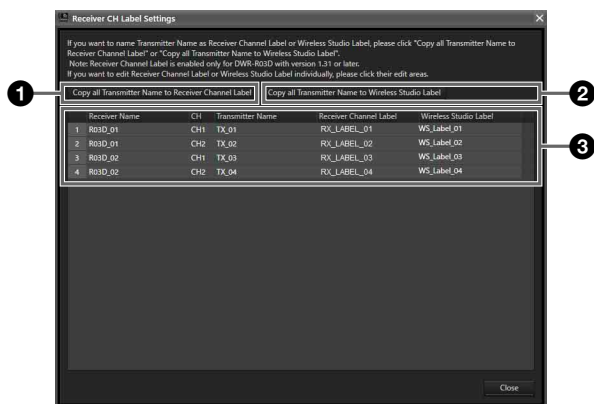 Receiver CH Label Settings
If you want to name Transmitter Name as Receiver Channel Label or Wireless Studio Label, please click "Copy all Transmitter Name to
Receiver Channel Label" or "Copy all Transmitter Name to Wireless Studio Label".
Note: Receiver Channel Label is enabled only for DWR-R03D with version 1.31 or later.
If you want to edit Receiver Channel Label or Wireless Studio Label individually, please click their edit areas.
1 Copy all Transmitter Name to Receiver Channel Label Copy all Transmitter Name to Wireless Studio Label 2
Receiver Name CH Transmitter Name Receiver Channel Label Wireless Studio Label
1 R03D_01 CH1 TX_01 RX_LABEL_01 WS_Label_01
2 R03D_01 CH2 TX_02 RX_LABEL_02 WS_Label_02
3 R03D_02 CH1 TX_03 RX_LABEL_03 WS_Label_03 3
4 R03D_02 CH2 TX_04 RX_LABEL_04 WS_Label_04
Close